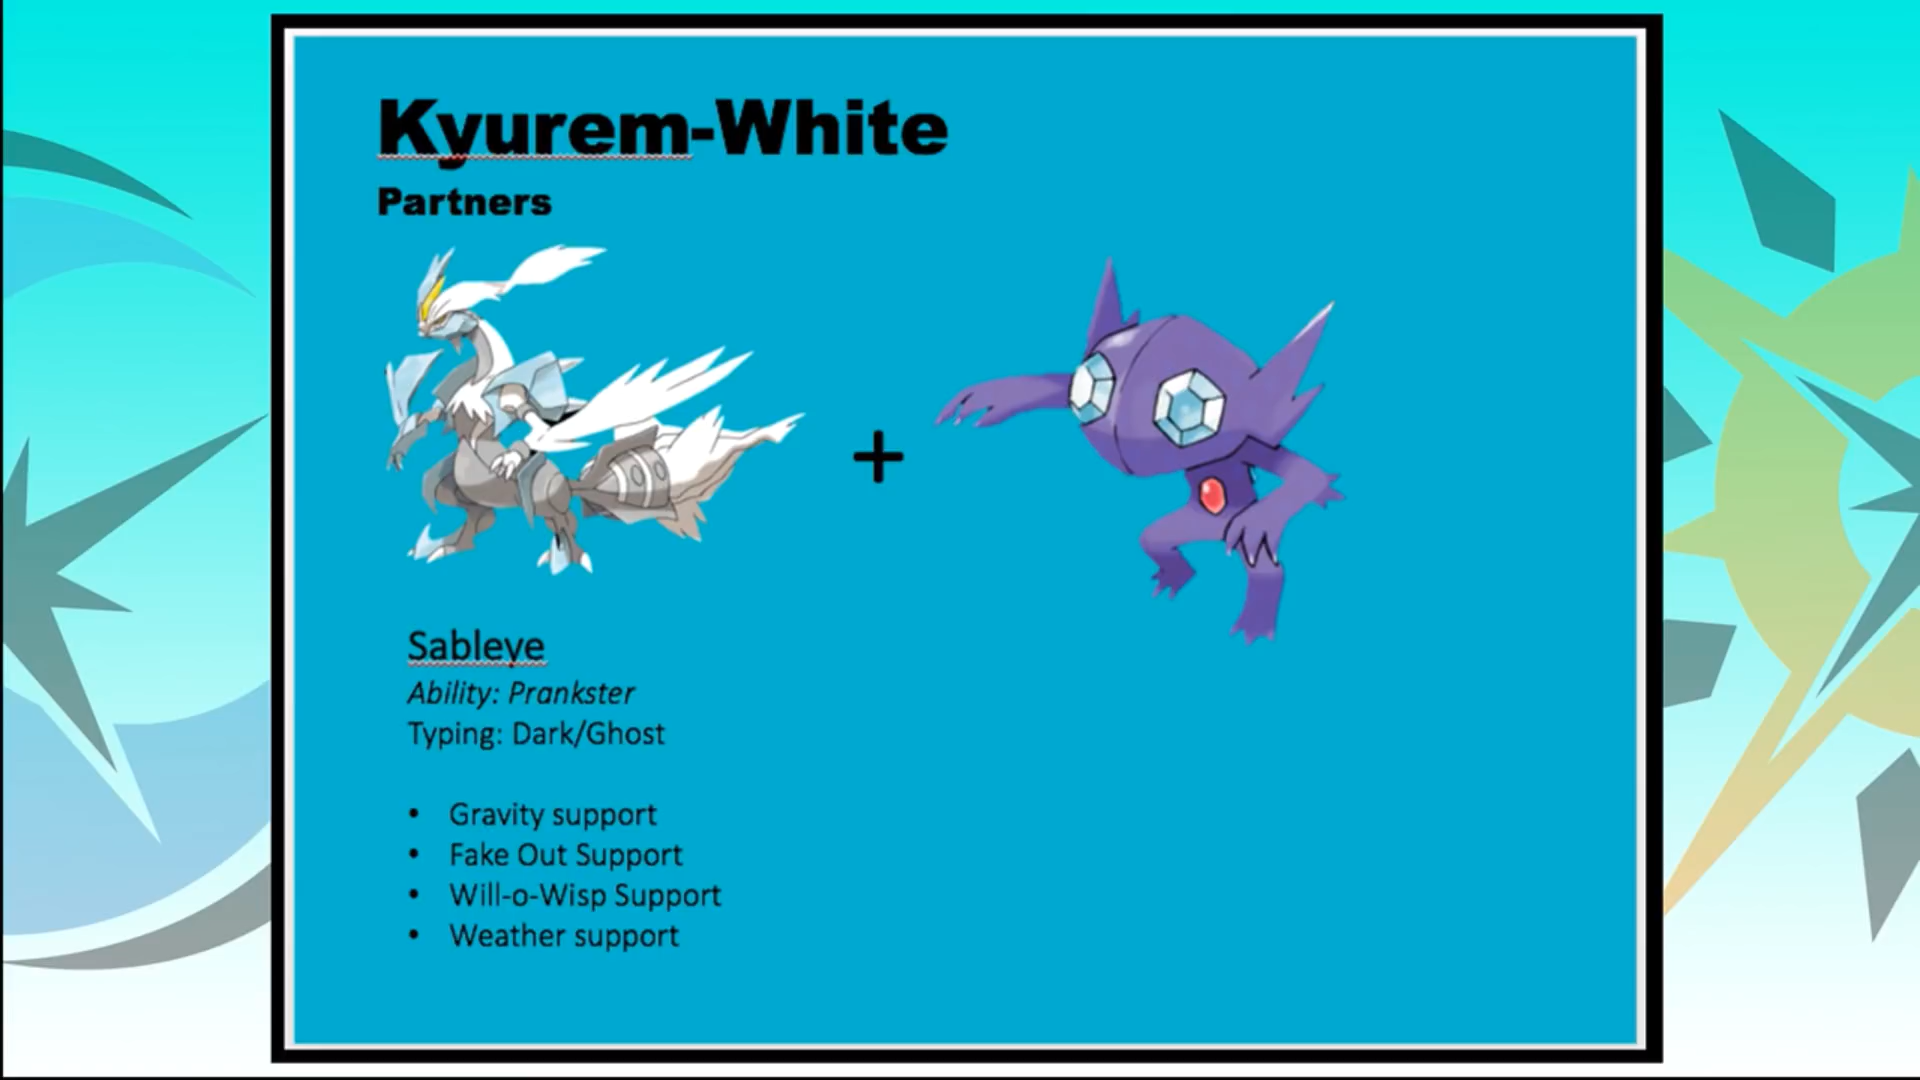 Kyurem-White
Partners
+
Sableye
Ability: Prankster
Typing: Dark/Ghost
• Gravity support
• Fake Out Support
• Will-o-Wisp Support
• Weather support